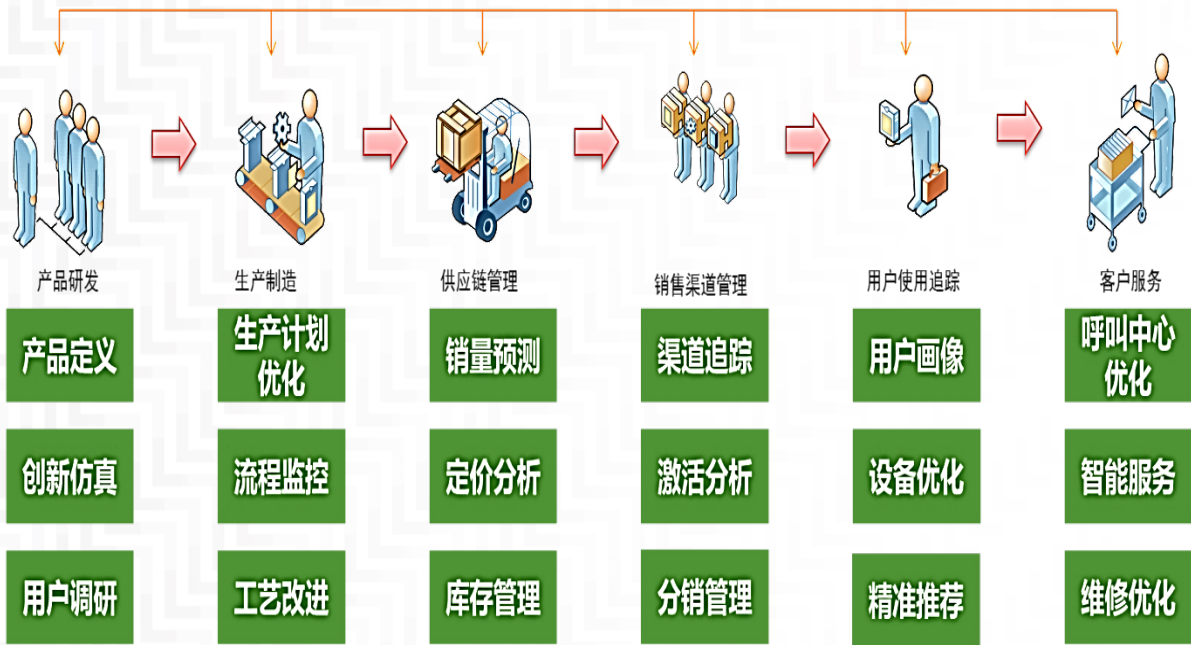 产品研发
生产制造
供应链管理
销售渠道管理
用户使用追踪
客户服务
产品定义
生产计划
优化
销量预测
渠道追踪
用户画像
呼叫中心
优化
创新仿真
流程监控
定价分析
激活分析
设备优化
智能服务
用户调研
工艺改进
库存管理
分销管理
精准推荐
维修优化